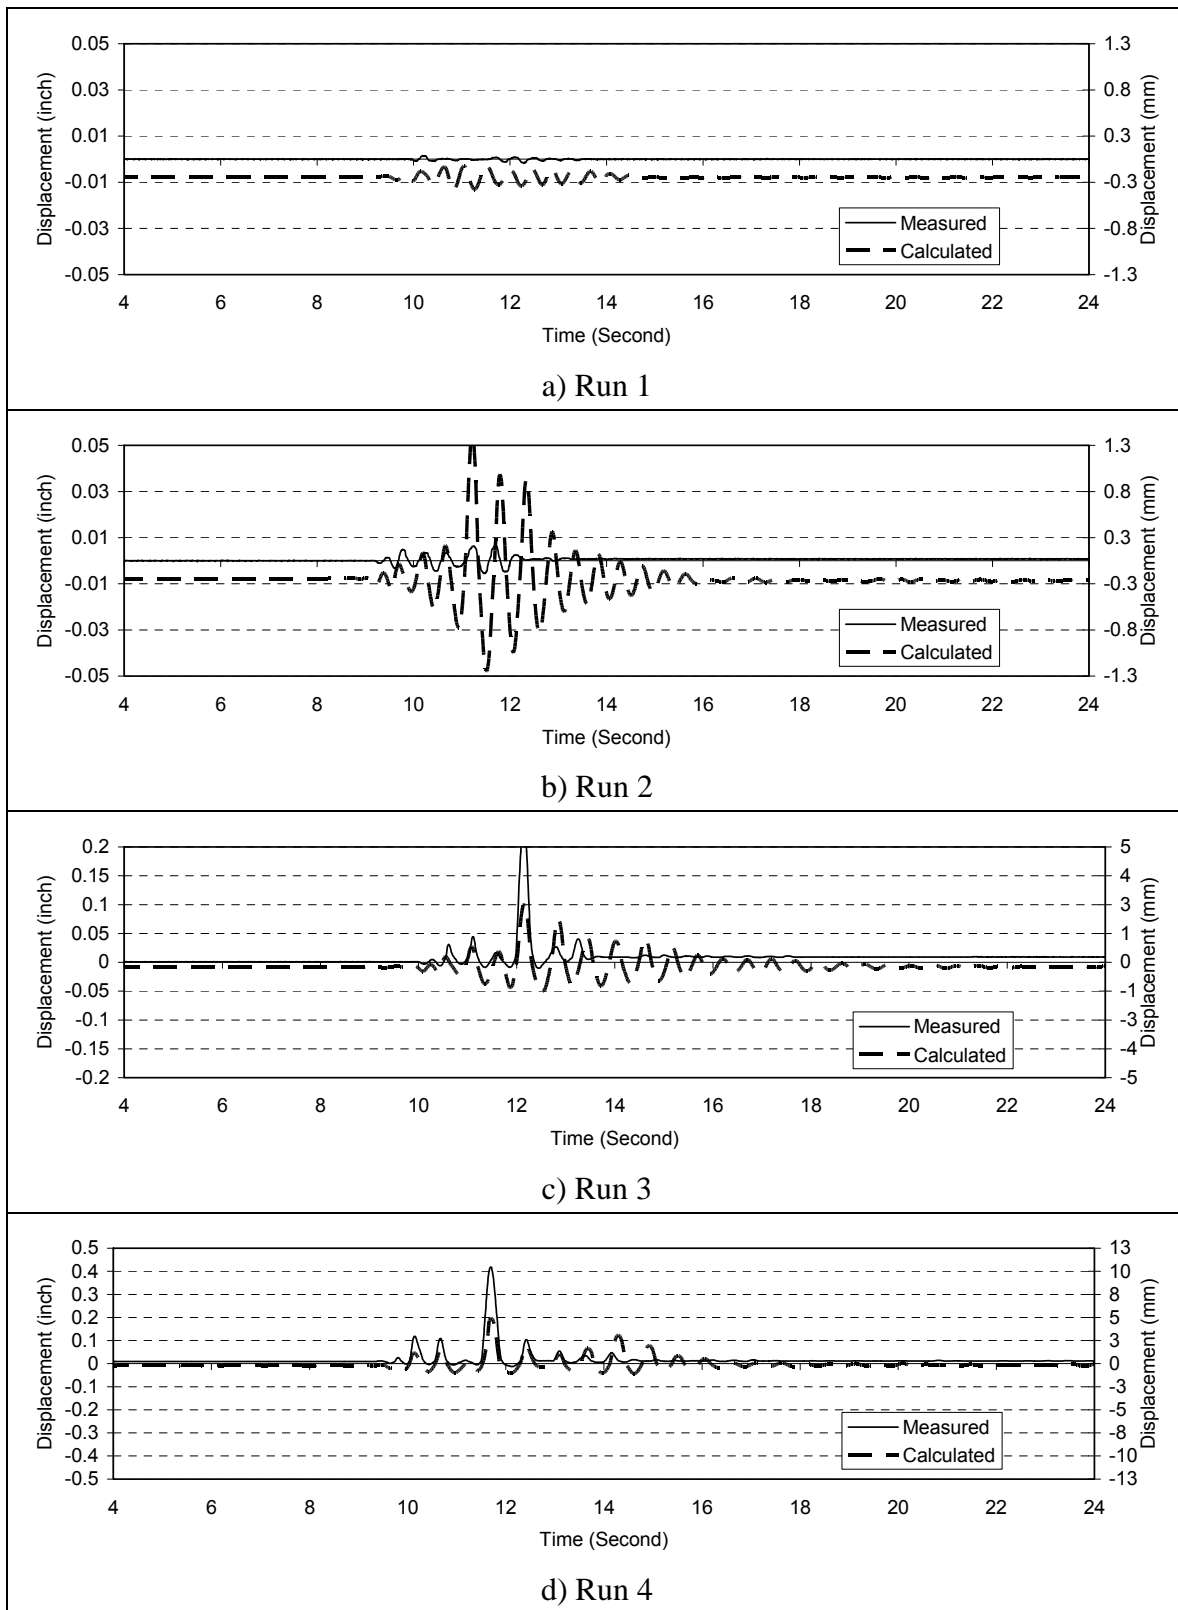 0.05
0.03
0.01
-0.01
-0.03
-0.05
Displacement (inch)
1.3
0.8
0.3
-0.3
-0.8
-1.3
Displacement (mm)
Measured
Calculated
4 6 8 10 12 14 16 18 20 22 24
Time (Second)
a) Run 1
0.05
0.03
0.01
-0.01
-0.03
-0.05
Displacement (inch)
1.3
0.8
0.3
-0.3
-0.8
-1.3
Displacement (mm)
Measured
Calculated
4 6 8 10 12 14 16 18 20 22 24
Time (Second)
b) Run 2
0.2
0.15
0.1
0.05
0
-0.05
-0.1
-0.15
-0.2
Displacement (inch)
5
4
3
1
0
-1
-3
-4
-5
Displacement (mm)
Measured
Calculated
4 6 8 10 12 14 16 18 20 22 24
Time (Second)
c) Run 3
0.5
0.4
0.3
0.2
0.1
0
-0.1
-0.2
-0.3
-0.4
-0.5
Displacement (inch)
13
10
8
5
3
0
-3
-5
-8
-10
-13
Displacement (mm)
Measured
Calculated
4 6 8 10 12 14 16 18 20 22 24
Time (Second)
d) Run 4